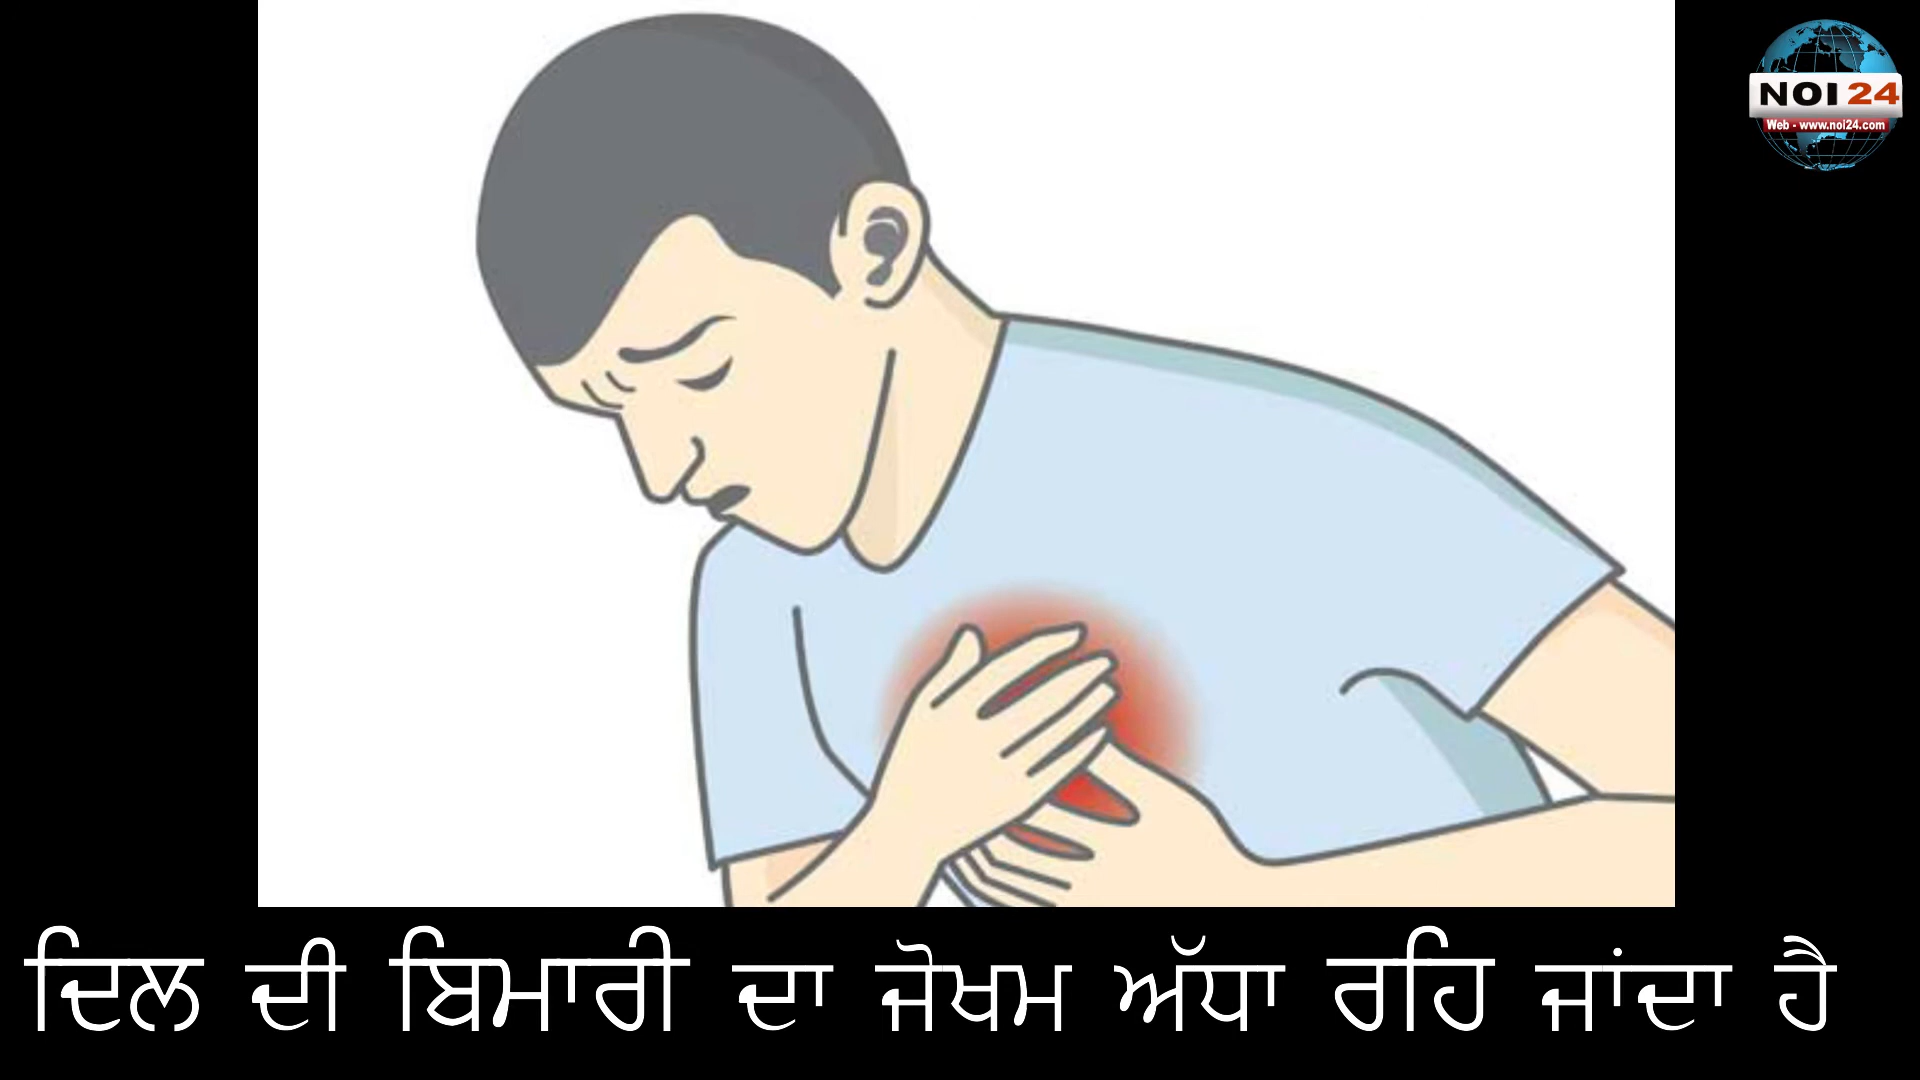 NOI 24
Web - www.noi24.com
ਦਿਲ ਦੀ ਬਿਮਾਰੀ ਦਾ ਜੋਖਮ ਅੱਧਾ ਰਹਿ ਜਾਂਦਾ ਹੈ